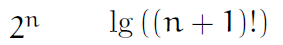 2ⁿ lg ((n + 1)!)